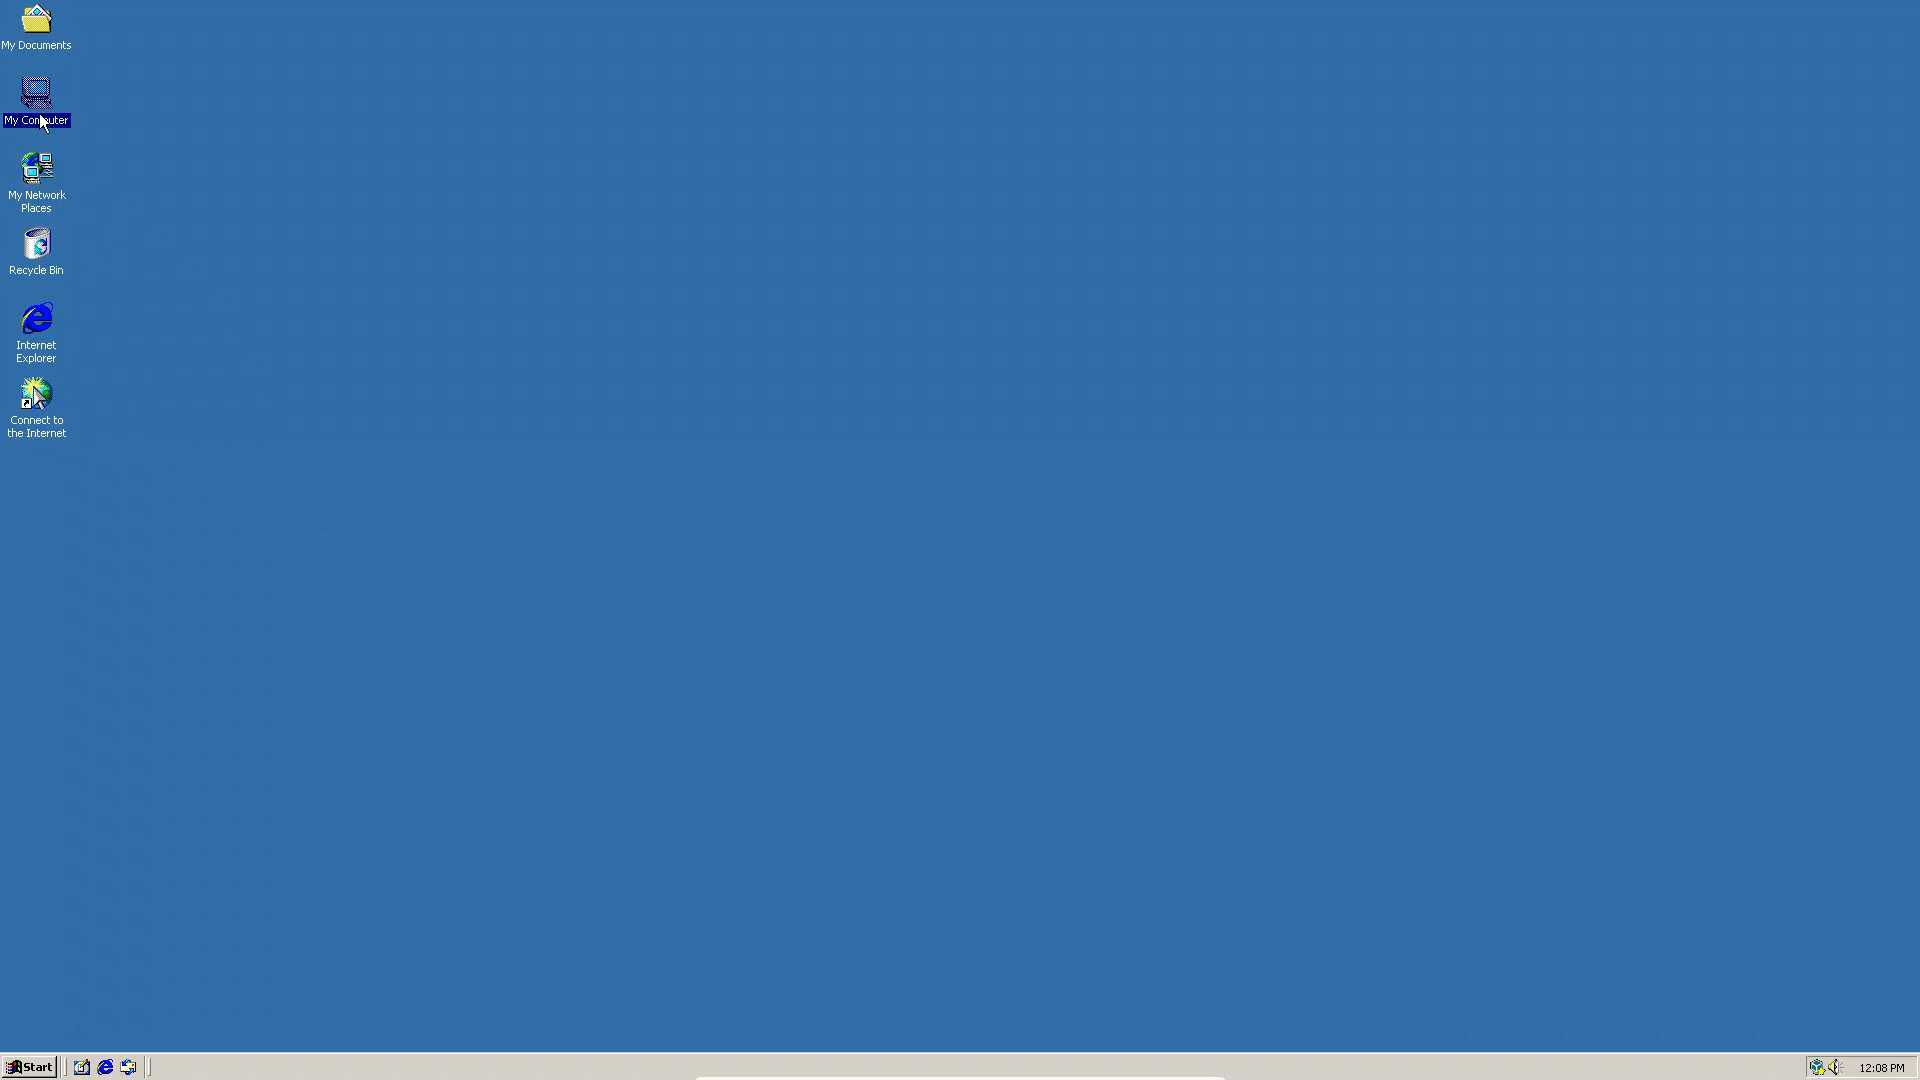 My Documents
My Computer
My Network
Places
Recycle Bin
Internet
Explorer
Connect to
the Internet
Start
12:08 PM